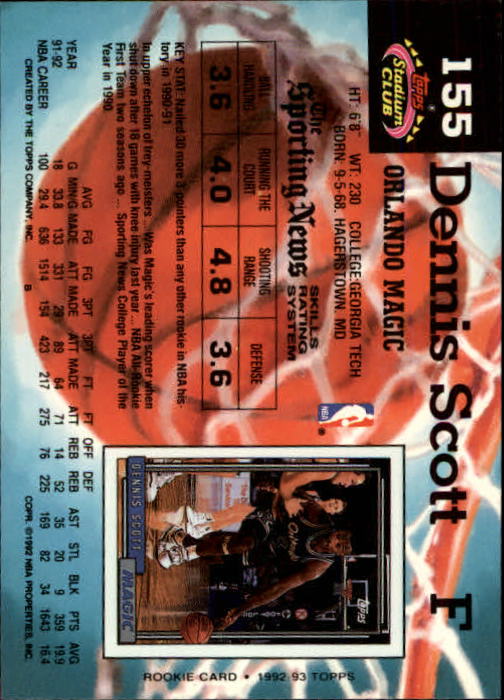 155 Dennis Scott F
ORLANDO MAGIC
Topps
Stadium
CLUB
HT: 6'8" WT: 230 COLLEGE: GEORGIA TECH
BORN: 9-5-68, HAGERSTOWN, MD
The Sporting News SKILLS RATING SYSTEM
NBA
BALL HANDLING RUNNING THE COURT SHOOTING RANGE DEFENSE
3.6 4.0 4.8 3.6
KEY STAT: Nailed 30 more 3 pointers than any other rookie in NBA his
tory in 1990-91
In upper echelon of trey-meisters ... Was Magic's leading scorer when
shut down after 18 games with knee injury last year ... NBA All-Rookie
First Team two seasons ago ... Sporting News College Player of the
Year in 1990
AVG FG FG 3PT 3PT FT FT OFF DEF
YEAR G MIN/G MADE ATT MADE ATT MADE ATT REB REB AST STL BLK PTS AVG
91-92 18 33.8 133 331 29 89 64 71 14 52 35 20 9 359 19.9
NBA CAREER 100 29.4 636 1514 154 423 217 275 76 225 169 82 34 1643 16.4
CREATED BY THE TOPPS COMPANY, INC. B COPR. ©1992 NBA PROPERTIES, INC.
Topps
Orlando
DENNIS SCOTT
MAGIC
ROOKIE CARD • 1992-93 TOPPS